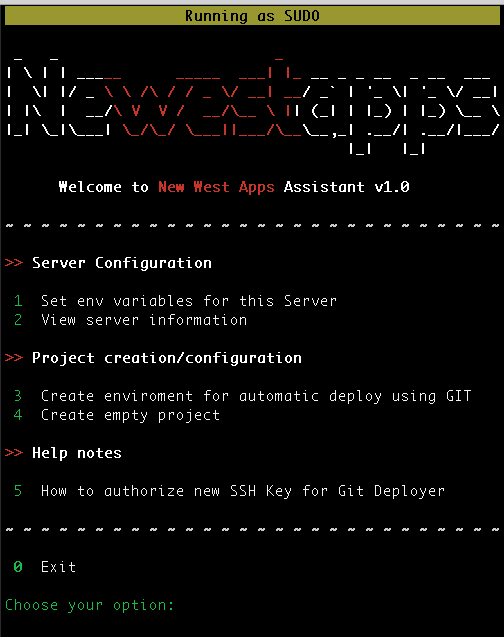 Running as SUDO
Newestapps
Welcome to New West Apps Assistant v1.0
~ ~ ~ ~ ~ ~ ~ ~ ~ ~ ~ ~ ~ ~ ~ ~ ~ ~ ~ ~ ~ ~ ~ ~ ~ ~ ~ ~
>> Server Configuration
1 Set env variables for this Server
2 View server information
>> Project creation/configuration
3 Create enviroment for automatic deploy using GIT
4 Create empty project
>> Help notes
5 How to authorize new SSH Key for Git Deployer
~ ~ ~ ~ ~ ~ ~ ~ ~ ~ ~ ~ ~ ~ ~ ~ ~ ~ ~ ~ ~ ~ ~ ~ ~ ~ ~ ~
0 Exit
Choose your option: